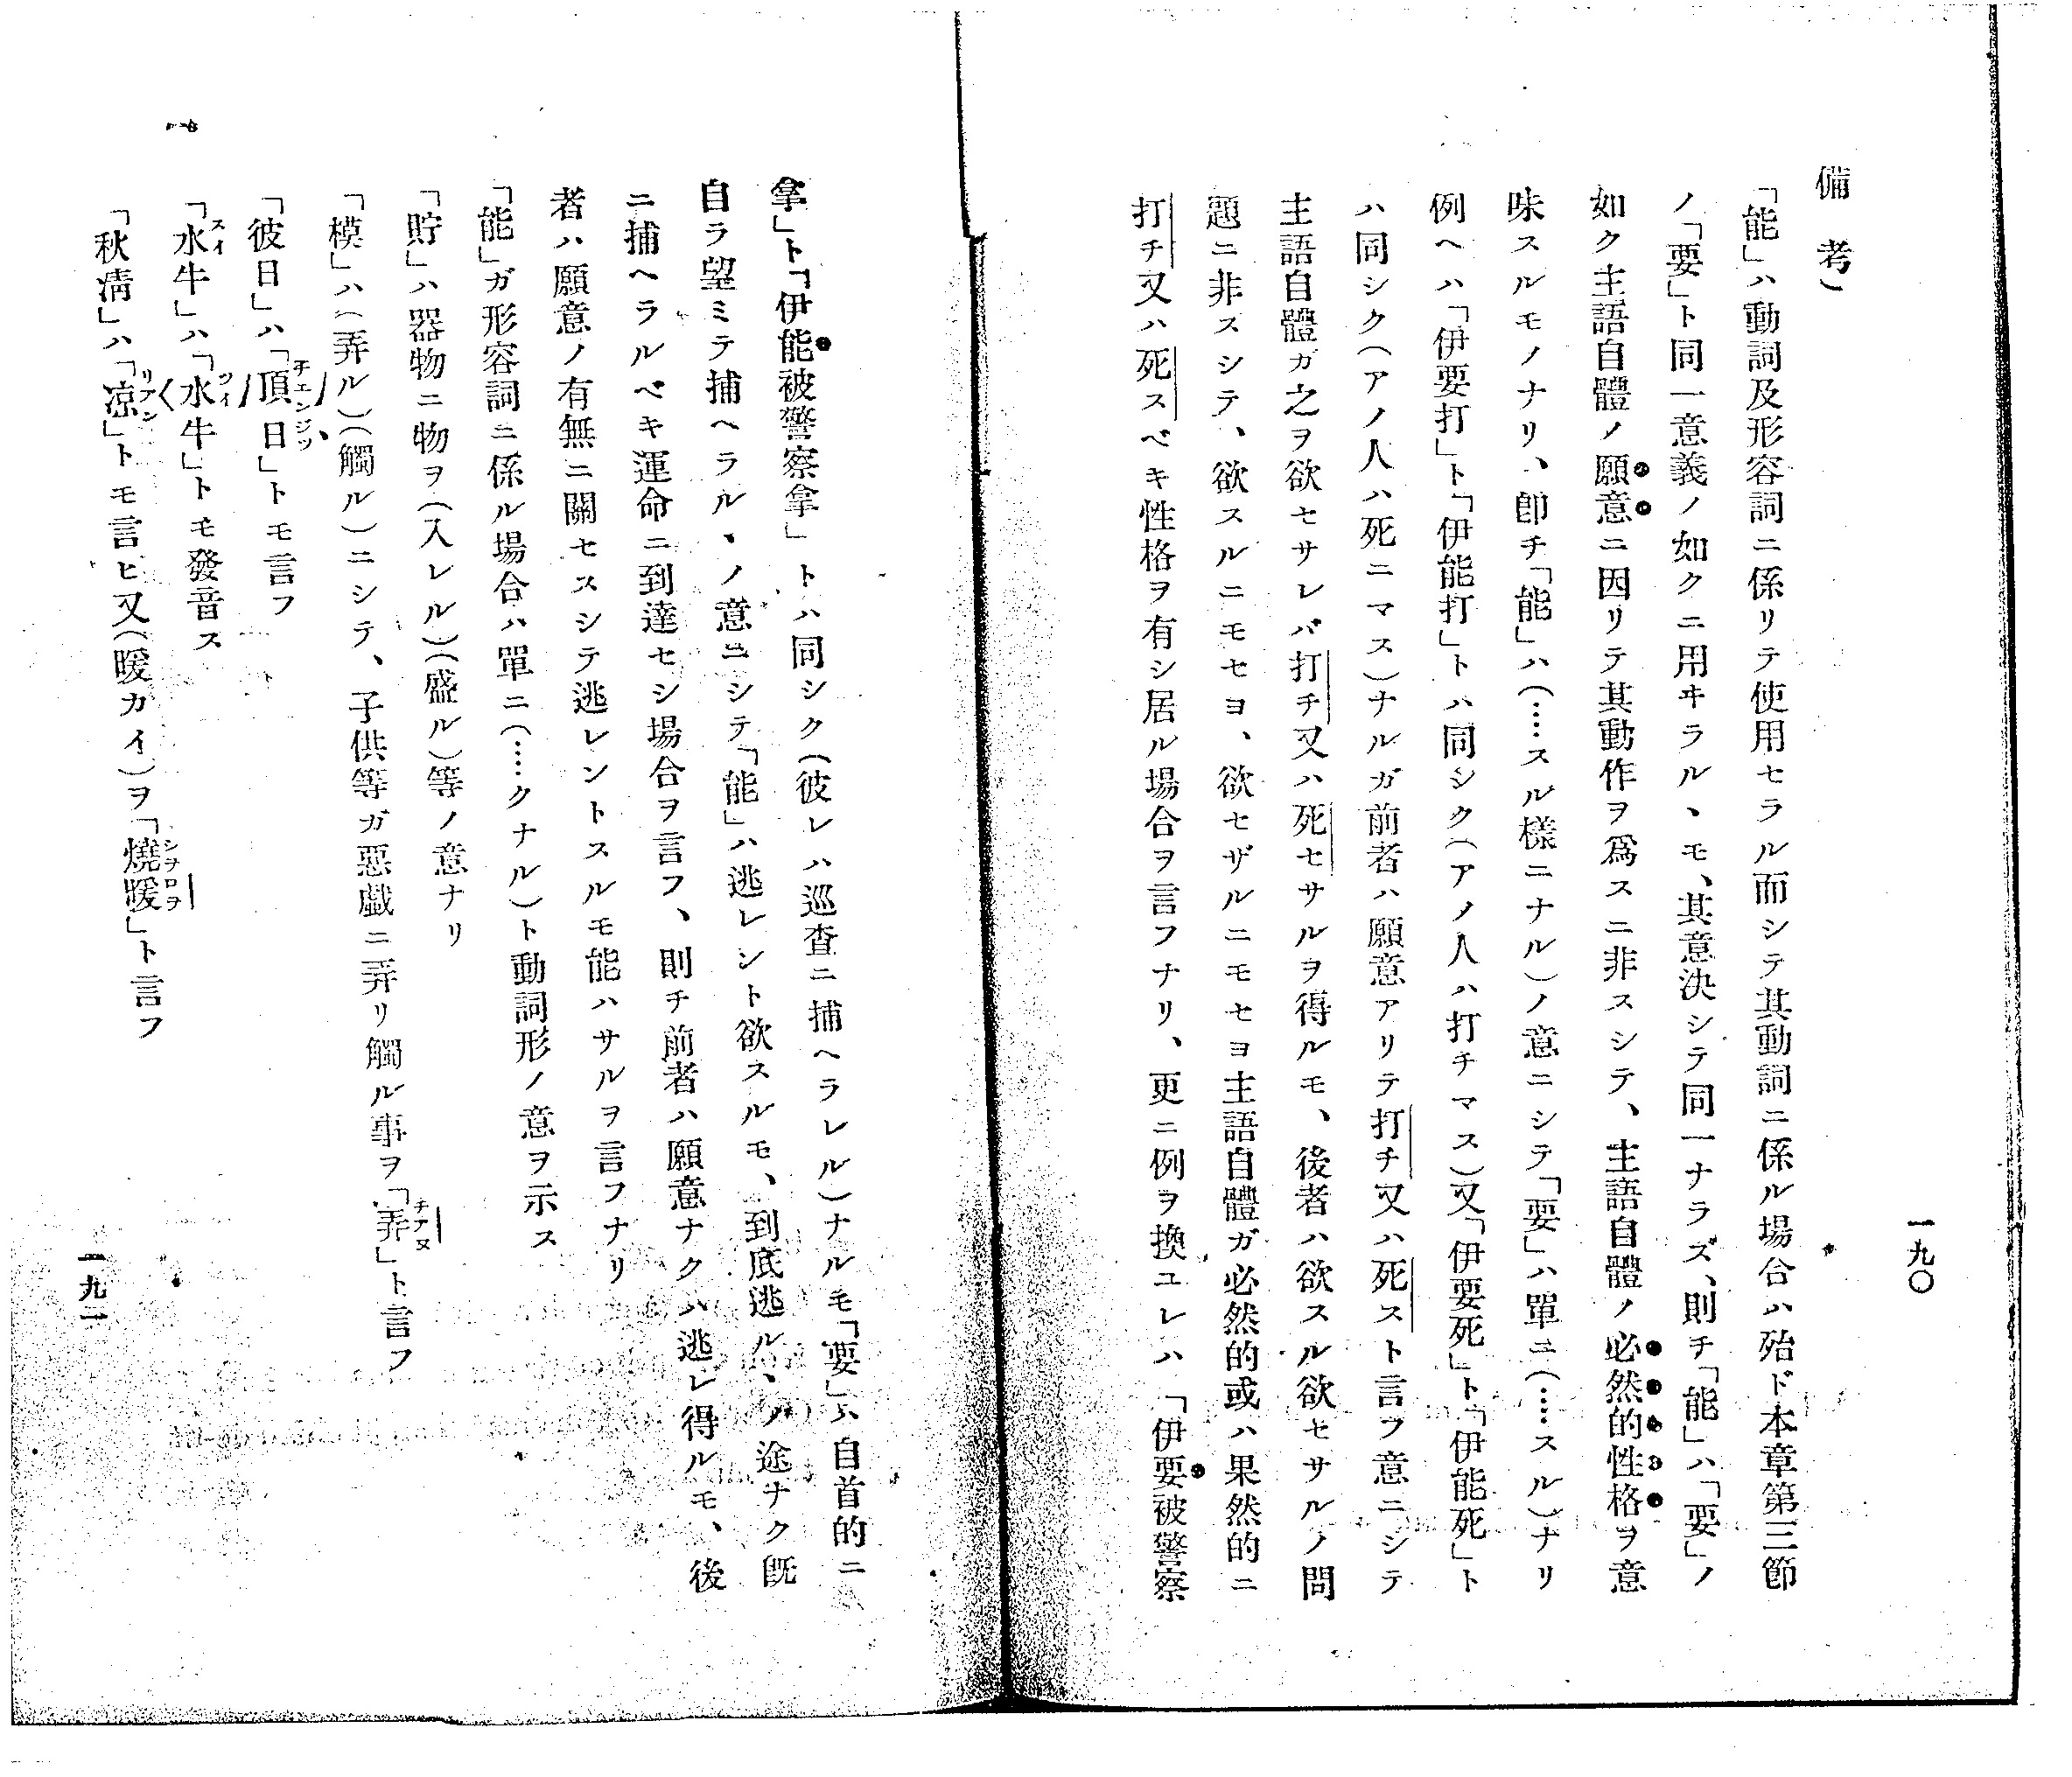 一九〇
備考)
「能」ハ動詞及形容詞ニ係リテ使用セラル而シテ其動詞ニ係ル場合ハ殆ド本章第三節
ノ「要」ト同一意義ノ如クニ用ヰラルヽモ、其意決シテ同一ナラズ、則チ「能」ハ「要」ノ
如ク主語自體ノ願意ニ因リテ其動作ヲ爲スニ非スシテ、主語自體ノ必然的性格ヲ意
味スルモノナリ、卽チ「能」ハ(……スル樣ニナル)ノ意ニシテ「要」ハ單ニ(……スル)ナリ
例ヘハ「伊要打」ト「伊能打」トハ同シク(アノ人ハ打チマス)又「伊要死」ト「伊能死」ト
ハ同シク(アノ人ハ死ニマス)ナルガ前者ハ願意アリテ打チ又ハ死スト言フ意ニシテ
主語自體ガ之ヲ欲セサレバ打チ又ハ死セサルヲ得ルモ、後者ハ欲スル欲セサルノ問
題ニ非スシテ、欲スルニモセヨ、欲セザルニモセヨ主語自體ガ必然的或ハ果然的ニ
打チ又ハ死スベキ性格ヲ有シ居ル場合ヲ言フナリ、更ニ例ヲ換ユレハ「伊要被警察
拿」ト「伊能被警察拿」トハ同シク(彼レハ巡査ニ捕ヘラレル)ナルモ「要」ハ自首的ニ
自ラ望ミテ捕ヘラルヽノ意ニシテ「能」ハ逃レント欲スルモ、到底逃ルヽノ途ナク旣
ニ捕ヘラルベキ運命ニ到達セシ場合ヲ言フ、則チ前者ハ願意ナクハ逃レ得ルモ、後
者ハ願意ノ有無ニ關セスシテ逃レントスルモ能ハサルヲ言フナリ
「能」ガ形容詞ニ係ル場合ハ單ニ(……クナル)ト動詞形ノ意ヲ示ス
「貯」ハ器物ニ物ヲ(入レル)(盛ル)等ノ意ナリ
「模」ハ(弄ル)(觸ル)ニシテ、子供等ガ惡戲ニ弄リ觸ル事ヲ「弄」ト言フ
「彼日」ハ「頂日」トモ言フ
「水牛」ハ「水牛」トモ發音ス
「秋淸」ハ「凉」トモ言ヒ又(暖カイ)ヲ「燒暖」ト言フ
一九一